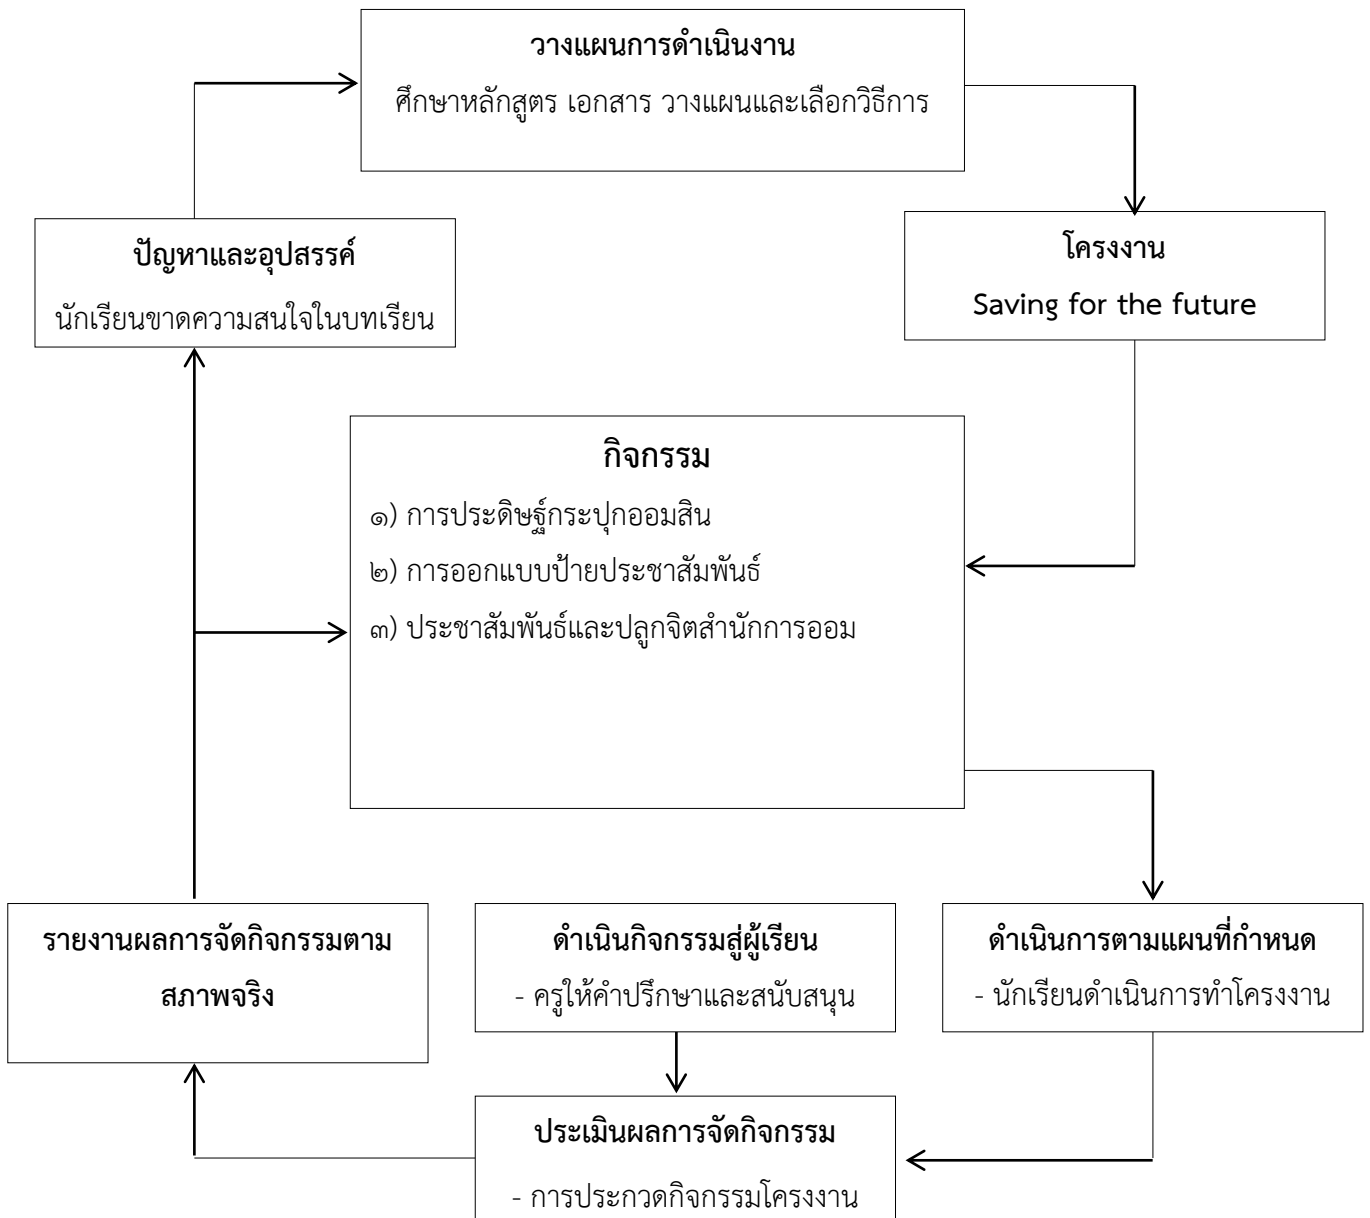 วางแผนการดำเนินงาน
ศึกษาหลักสูตร เอกสาร วางแผนและเลือกวิธีการ
ปัญหาและอุปสรรค์
นักเรียนขาดความสนใจในบทเรียน
โครงงาน
Saving for the future
กิจกรรม
๑) การประดิษฐ์กระปุกออมสิน
๒) การออกแบบป้ายประชาสัมพันธ์
๓) ประชาสัมพันธ์และปลูกจิตสำนักการออม
รายงานผลการจัดกิจกรรมตาม
สภาพจริง
ดำเนินกิจกรรมสู่ผู้เรียน
- ครูให้คำปรึกษาและสนับสนุน
ดำเนินการตามแผนที่กำหนด
- นักเรียนดำเนินการทำโครงงาน
ประเมินผลการจัดกิจกรรม
- การประกวดกิจกรรมโครงงาน